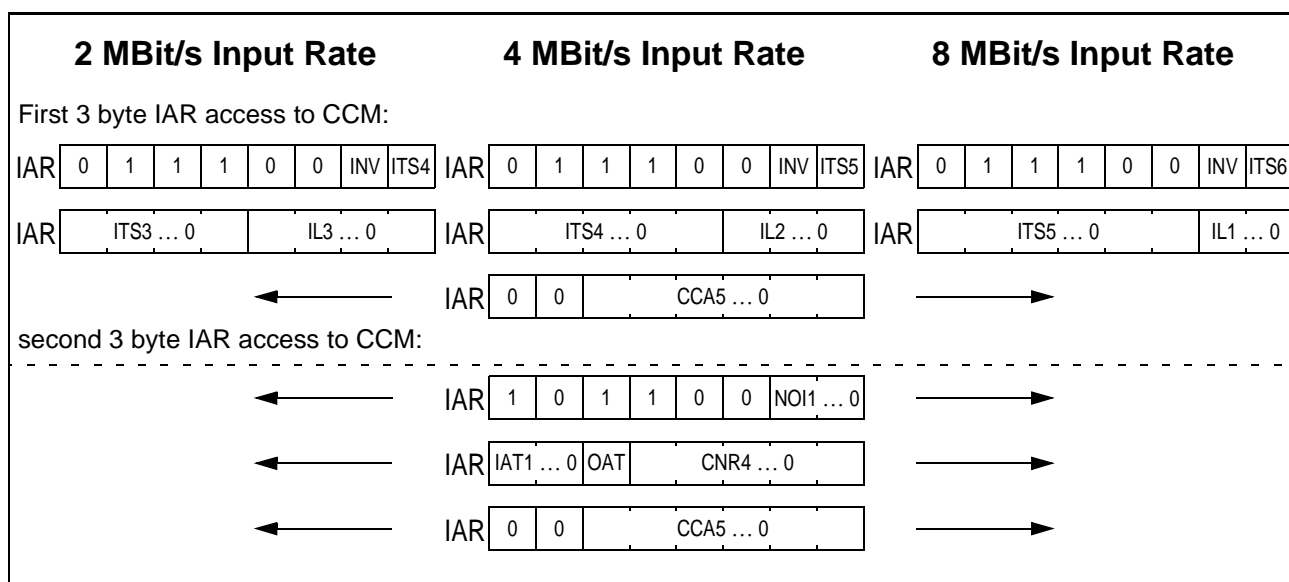 2 MBit/s Input Rate 4 MBit/s Input Rate 8 MBit/s Input Rate
First 3 byte IAR access to CCM:
IAR 0 1 1 1 0 0 INV ITS4 IAR 0 1 1 1 0 0 INV ITS5 IAR 0 1 1 1 0 0 INV ITS6
IAR ITS3 … 0 IL3 … 0 IAR ITS4 … 0 IL2 … 0 IAR ITS5 … 0 IL1 … 0
IAR 0 0 CCA5 … 0
second 3 byte IAR access to CCM:
IAR 1 0 1 1 0 0 NOI1 … 0
IAR IAT1 … 0 OAT CNR4 … 0
IAR 0 0 CCA5 … 0